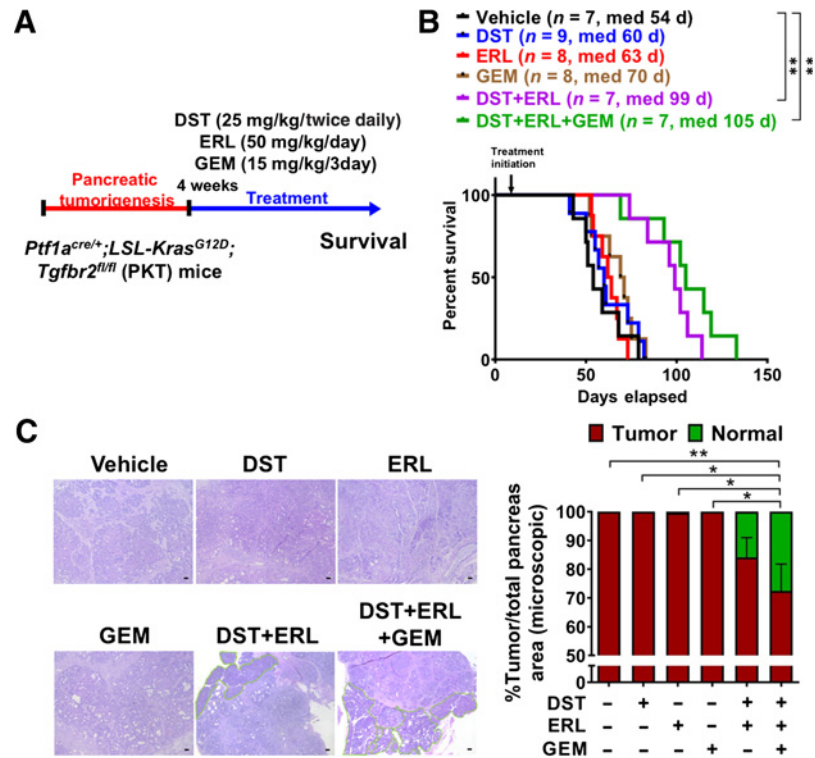 A
DST (25 mg/kg/twice daily)
ERL (50 mg/kg/day)
GEM (15 mg/kg/3day)
Pancreatic
tumorigenesis
4 weeks
Treatment
Survival
Ptf1a^cre/+;LSL-Kras^G12D;
Tgfbr2^fl/fl (PKT) mice
B
Vehicle (n = 7, med 54 d)
DST (n = 9, med 60 d)
ERL (n = 8, med 63 d)
GEM (n = 8, med 70 d)
DST+ERL (n = 7, med 99 d)
DST+ERL+GEM (n = 7, med 105 d)
**
**
Treatment
initiation
Percent survival
100
50
0
0
50
100
150
Days elapsed
C
Vehicle
DST
ERL
GEM
DST+ERL
DST+ERL
+GEM
Tumor
Normal
**
*
*
*
%Tumor/total pancreas
area (microscopic)
100
90
80
70
60
50
0
DST – + – – + +
ERL – – + – + +
GEM – – – + – +